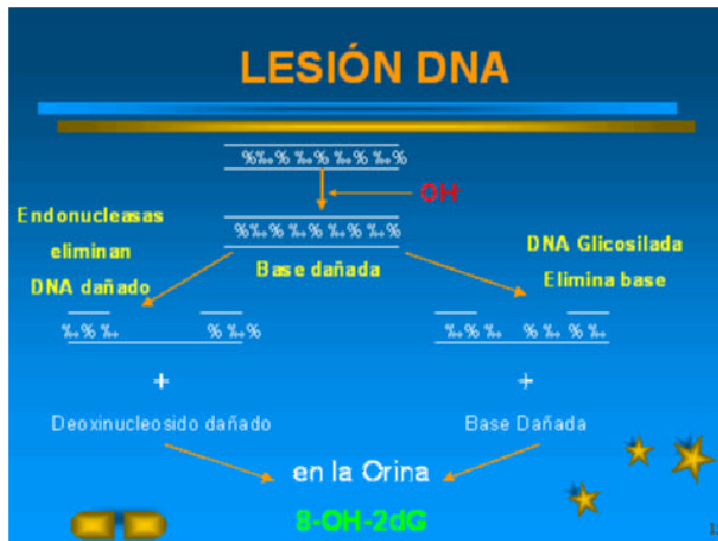 LESIÓN DNA
%‰%‰%‰%‰%
OH
Endonucleasas
eliminan
DNA dañado
%‰%‰%‰%‰%
Base dañada
DNA Glicosilada
Elimina base
‰%‰ %‰%
‰%‰ %‰ %‰
+ +
Deoxinucleosido dañado
Base Dañada
en la Orina
8-OH-2dG